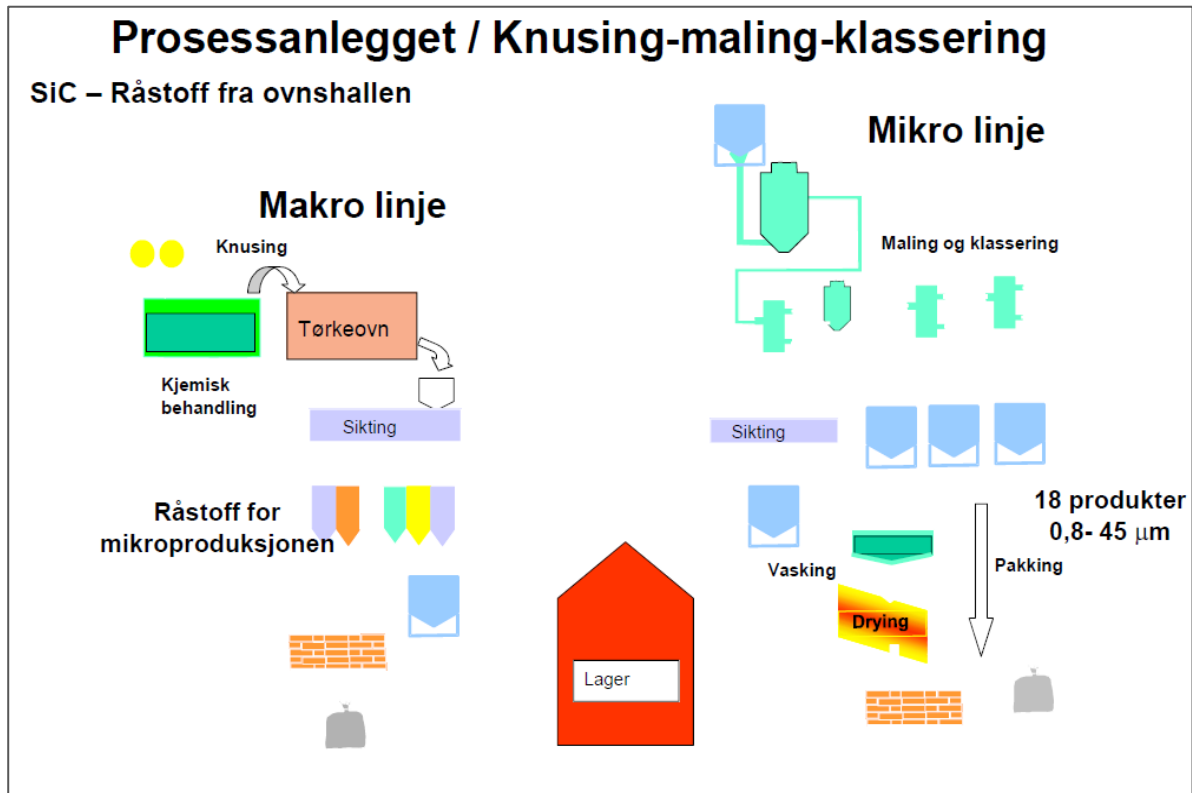 Prosessanlegget / Knusing-maling-klassering
SiC – Råstoff fra ovnshallen
Mikro linje
Makro linje
Knusing
Maling og klassering
Tørkeovn
Kjemisk
behandling
Sikting
Sikting
Råstoff for
mikroproduksjonen
18 produkter
0,8- 45 μm
Vasking
Pakking
Drying
Lager